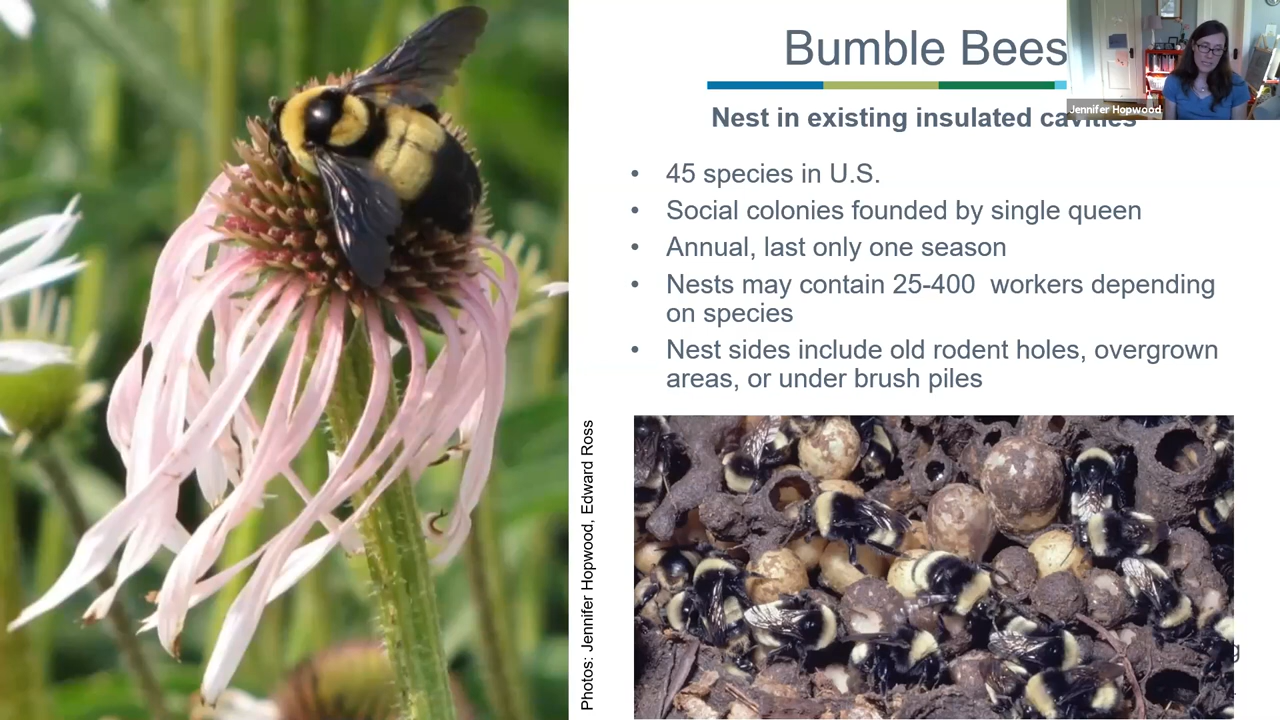 Bumble Bees
Jennifer Hopwood
Nest in existing insulated cavities
• 45 species in U.S.
• Social colonies founded by single queen
• Annual, last only one season
• Nests may contain 25-400  workers depending
on species
• Nest sides include old rodent holes, overgrown
areas, or under brush piles
Photos: Jennifer Hopwood, Edward Ross